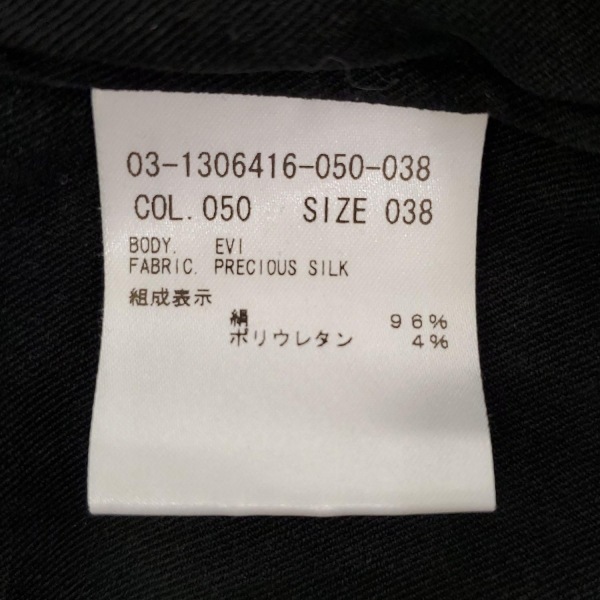 03-1306416-050-038
COL.050 SIZE 038
BODY. EVI
FABRIC. PRECIOUS SILK
組成表示
絹 96%
ポリウレタン 4%